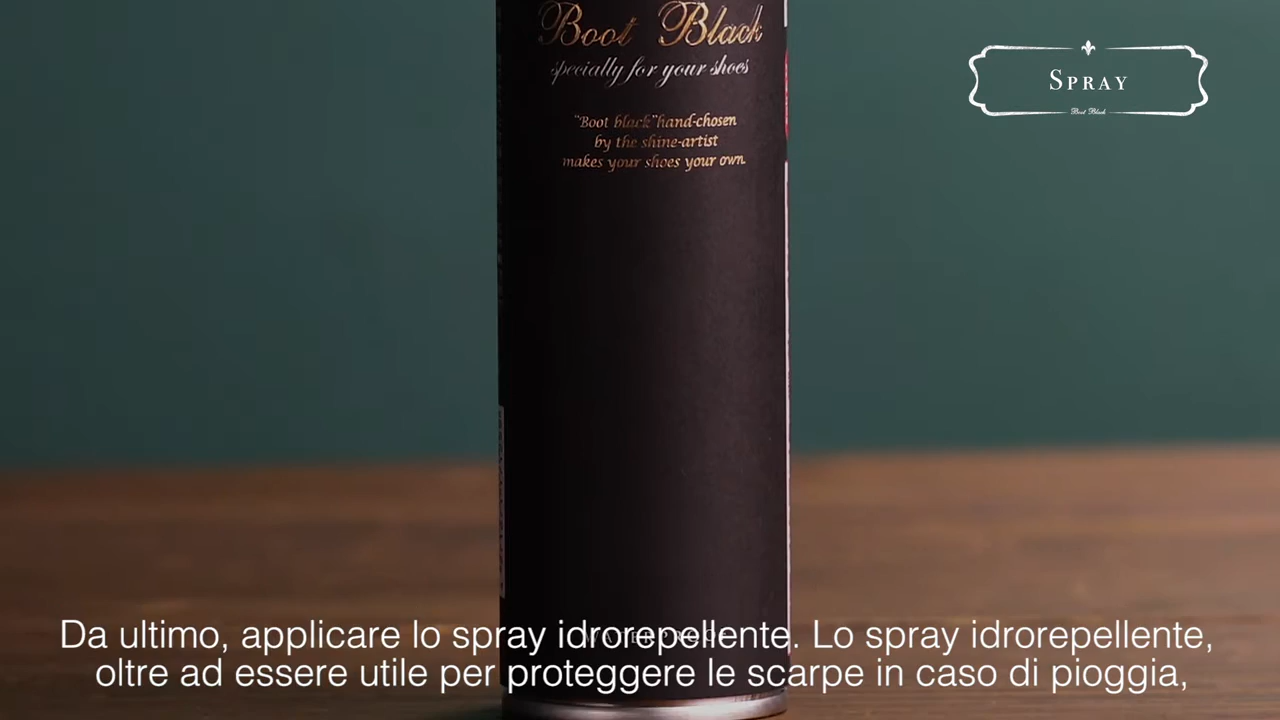 Boot Black
specially for your shoes
"Boot black" hand-chosen
by the shine-artist
makes your shoes your own.
SPRAY
Boot Black
Da ultimo, applicare lo spray idrorepellente. Lo spray idrorepellente,
oltre ad essere utile per proteggere le scarpe in caso di pioggia,